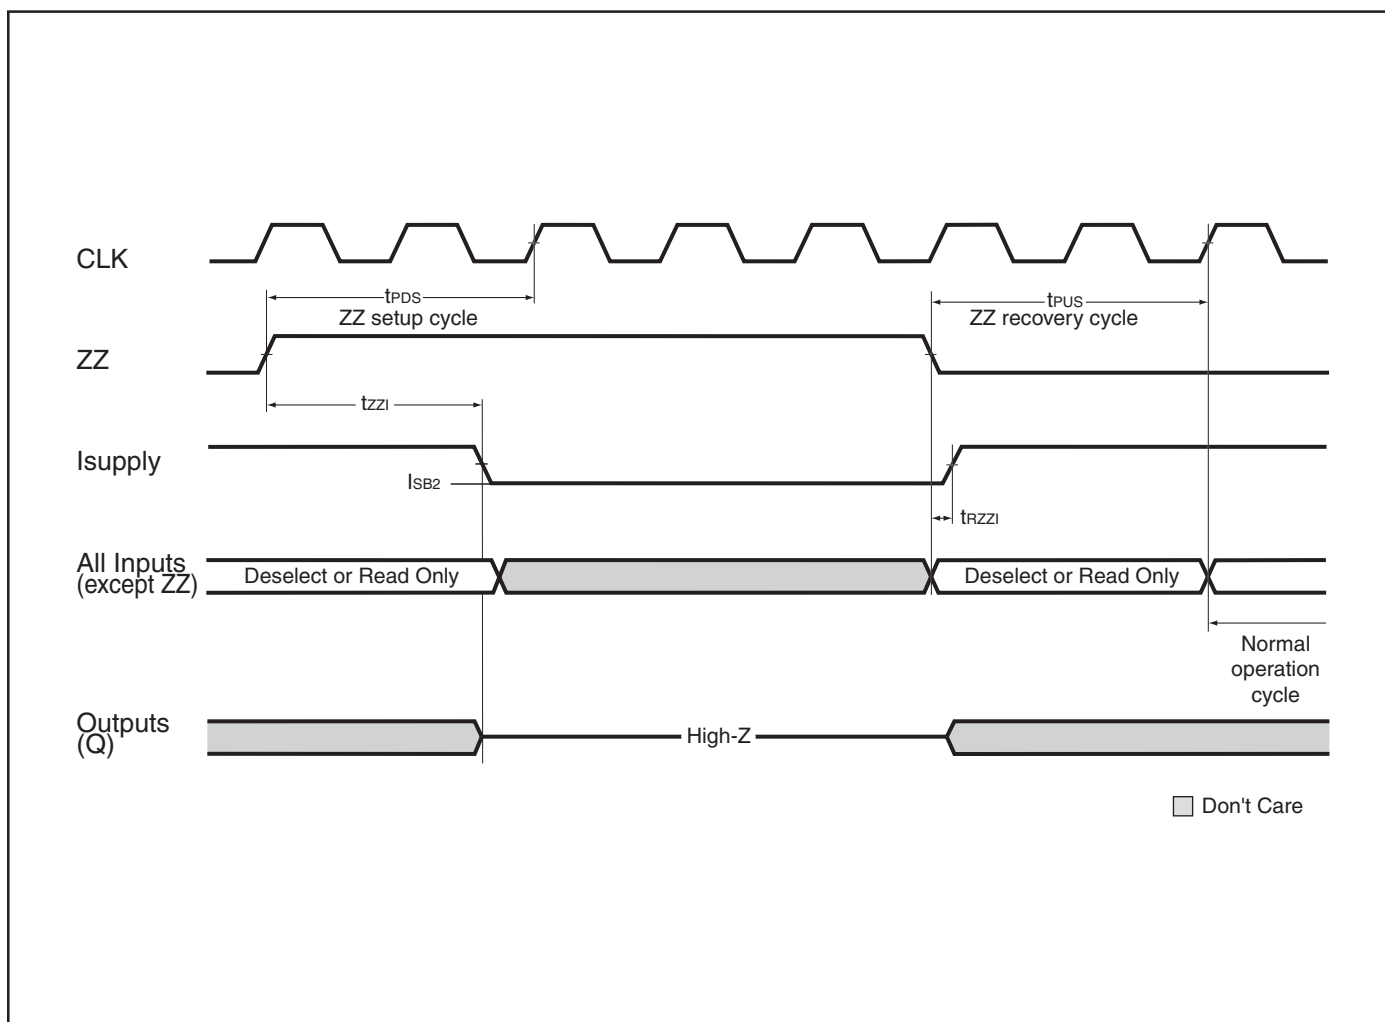 CLK
tPDS
ZZ setup cycle
tPUS
ZZ recovery cycle
ZZ
tZZI
Isupply
ISB2
tRZZI
All Inputs
(except ZZ)
Deselect or Read Only
Deselect or Read Only
Normal
operation
cycle
Outputs
(Q)
High-Z
Don't Care